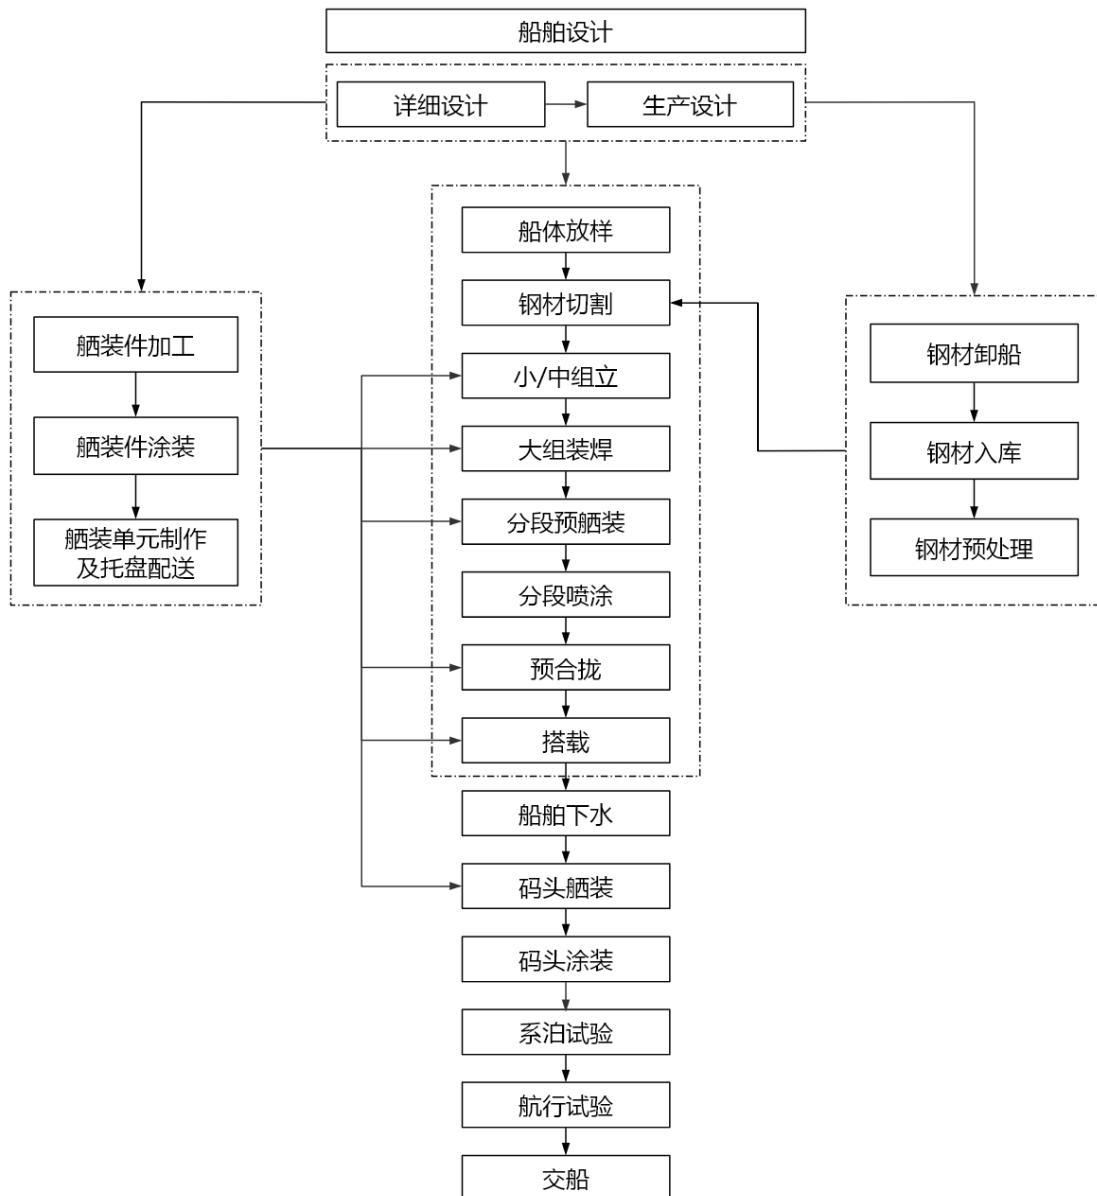 船舶设计
详细设计
生产设计
船体放样
钢材切割
小/中组立
大组装焊
分段预舾装
分段喷涂
预合拢
搭载
船舶下水
码头舾装
码头涂装
系泊试验
航行试验
交船
舾装件加工
舾装件涂装
舾装单元制作
及托盘配送
钢材卸船
钢材入库
钢材预处理